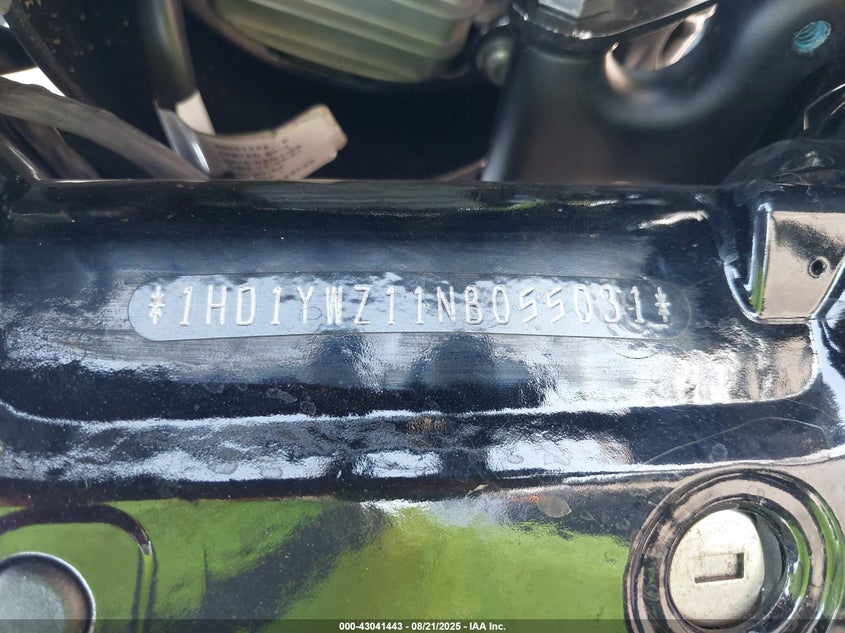 *1HD1YWZ11NB055031*
000-43041443 - 08/21/2025 - IAA Inc.